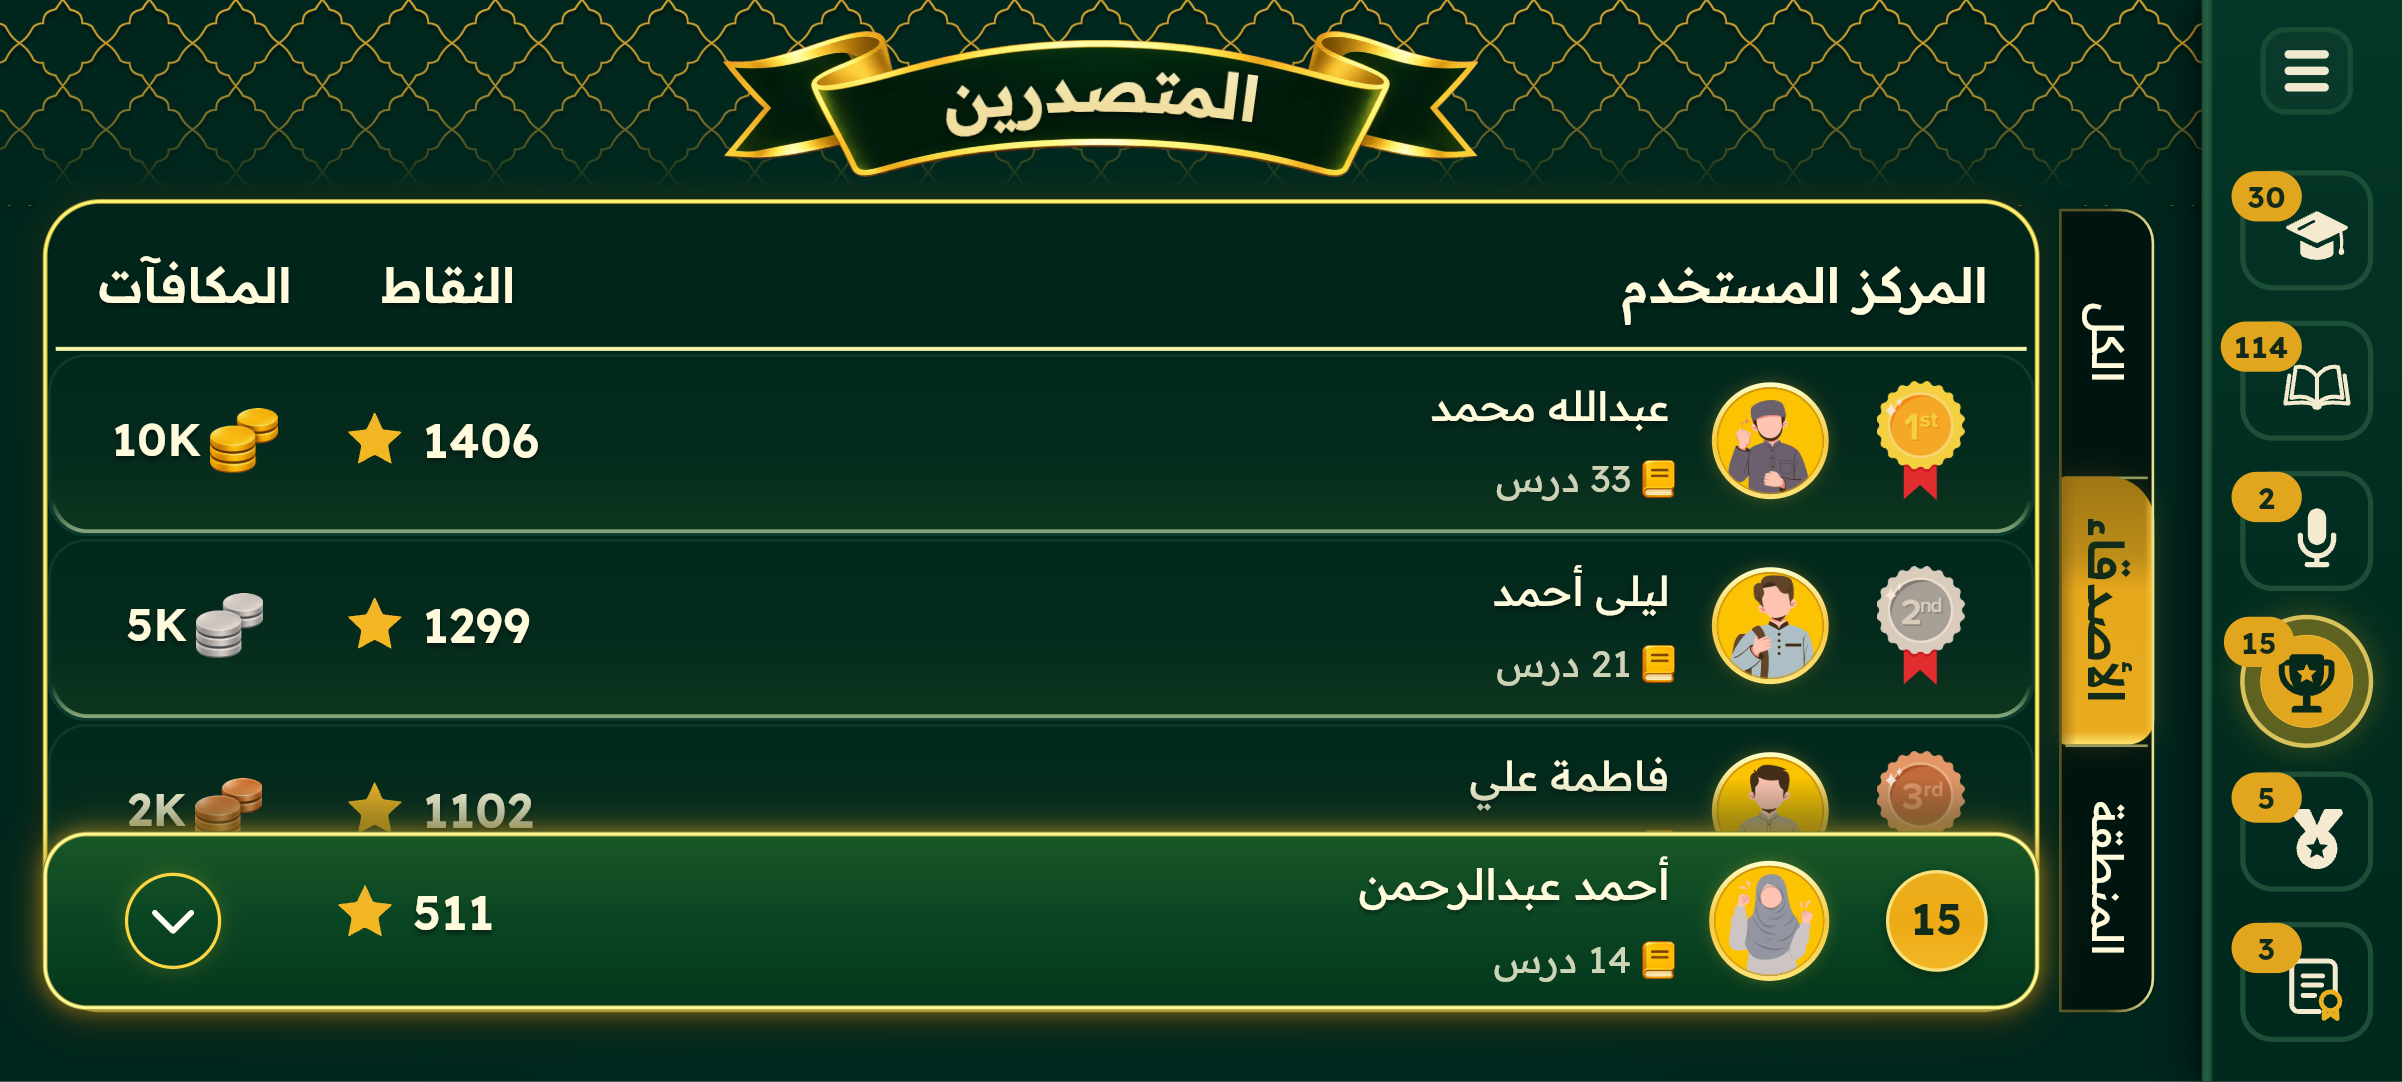 المتصدرين
30
114
2
15
5
3
الكل
الأصدقاء
المنطقة
المركز المستخدم النقاط المكافآت
1st عبدالله محمد 1406 10K
33 درس
2nd ليلى أحمد 1299 5K
21 درس
3rd فاطمة علي 1102 2K
15 أحمد عبدالرحمن 511
14 درس